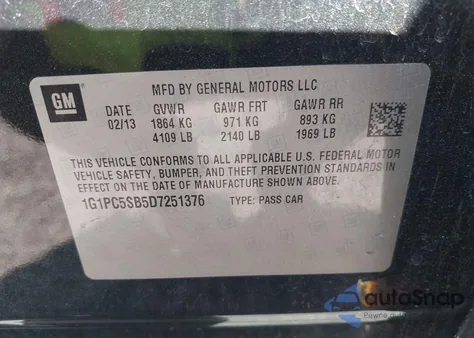 GM
MFD BY GENERAL MOTORS LLC
DATE GVWR GAWR FRT GAWR RR
02/13 1864 KG 971 KG 893 KG
4109 LB 2140 LB 1969 LB
THIS VEHICLE CONFORMS TO ALL APPLICABLE U.S. FEDERAL MOTOR
VEHICLE SAFETY, BUMPER, AND THEFT PREVENTION STANDARDS IN
EFFECT ON THE DATE OF MANUFACTURE SHOWN ABOVE.
1G1PC5SB5D7251376 TYPE: PASS CAR
autoSnap